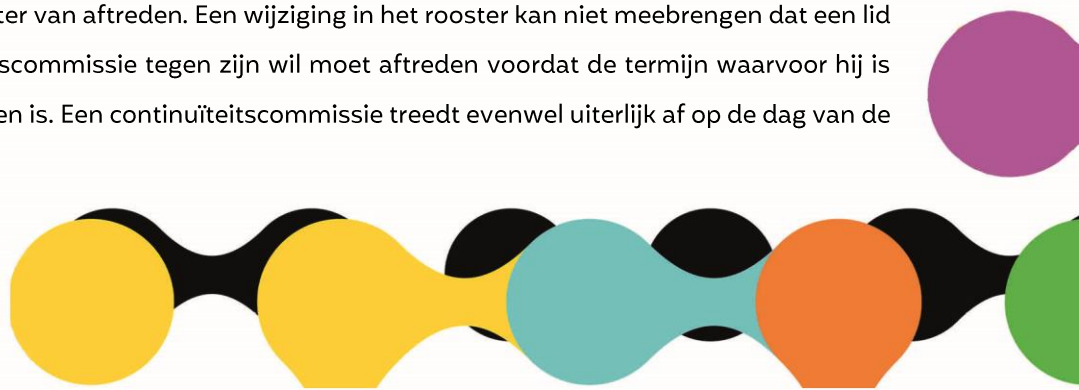 ter van aftreden. Een wijziging in het rooster kan niet meebrengen dat een lid
scommissie tegen zijn wil moet aftreden voordat de termijn waarvoor hij is
en is. Een continuïteitscommissie treedt evenwel uiterlijk af op de dag van de